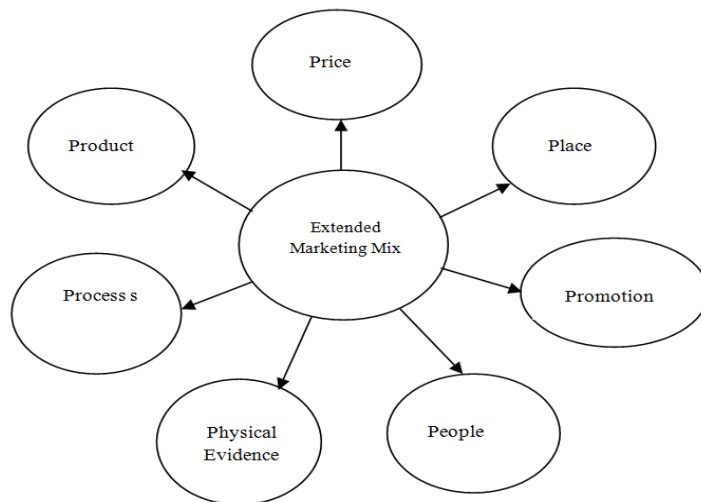 Price
Product
Place
Extended
Marketing Mix
Process s
Promotion
Physical
Evidence
People